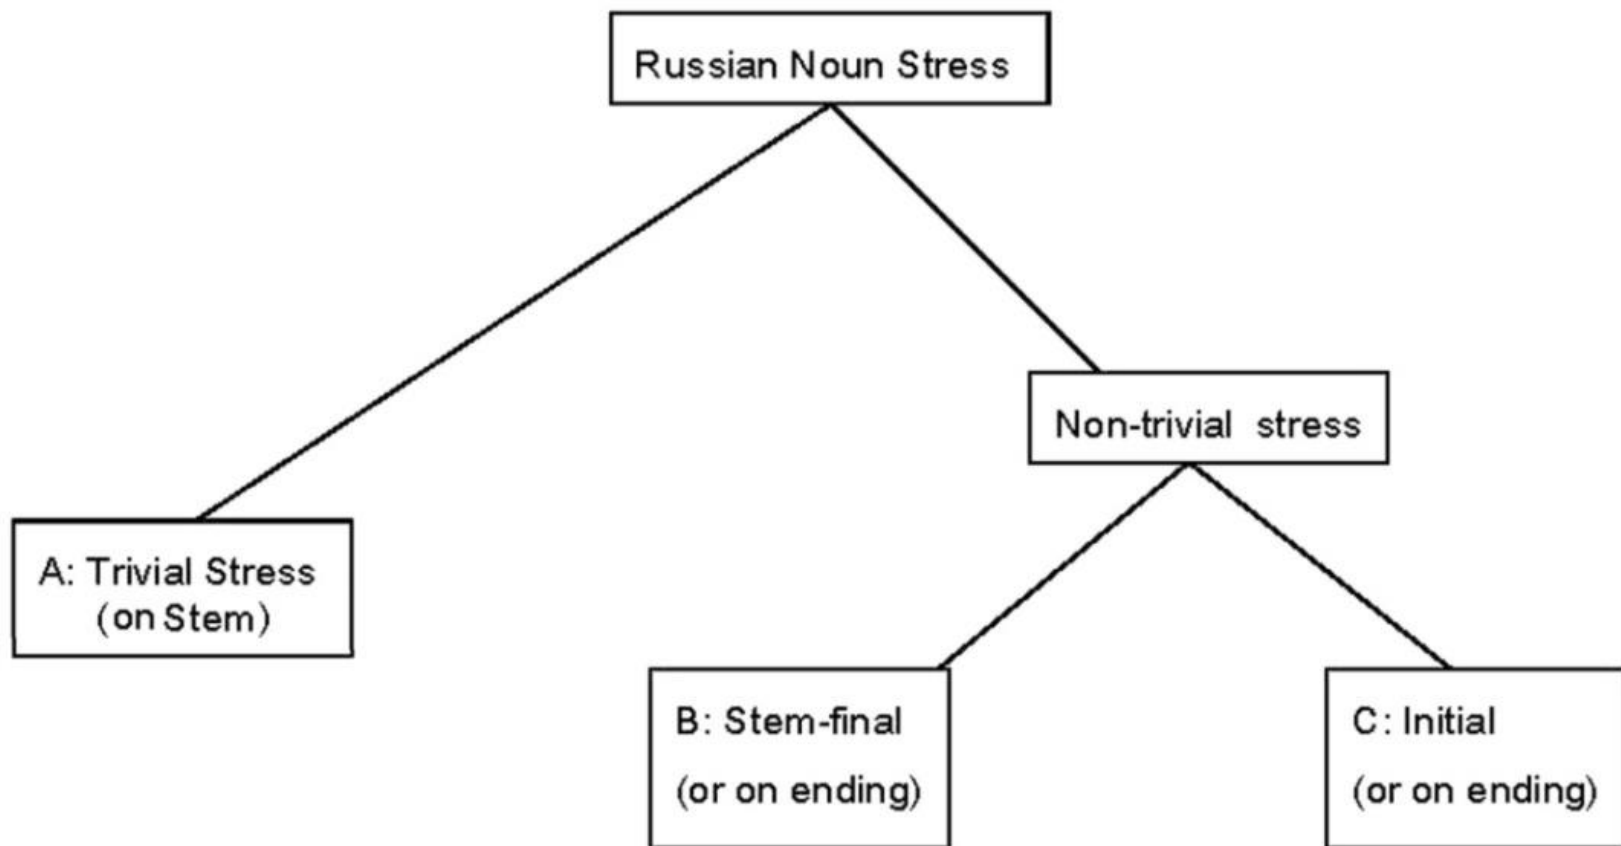 Russian Noun Stress
Non-trivial stress
A: Trivial Stress
(on Stem)
B: Stem-final
(or on ending)
C: Initial
(or on ending)